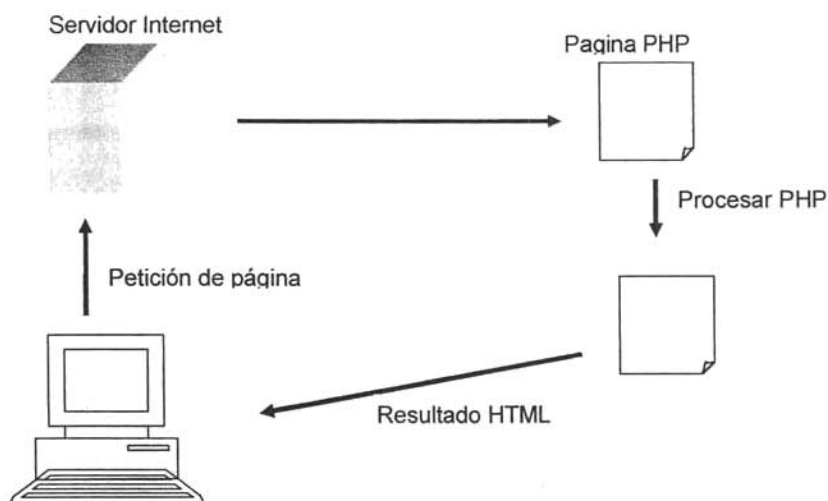 Servidor Internet
Pagina PHP
Procesar PHP
Petición de página
Resultado HTML